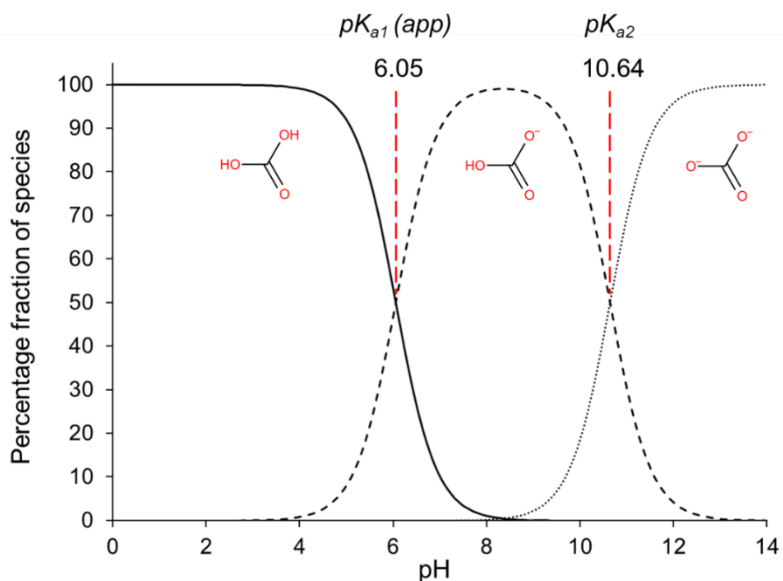 pKa1 (app) pKa2
6.05 10.64
100
90
80
70
60
50
40
30
20
10
0
Percentage fraction of species
OH
HO
O
O⁻
HO
O
O⁻
O⁻
O
0 2 4 6 8 10 12 14
pH